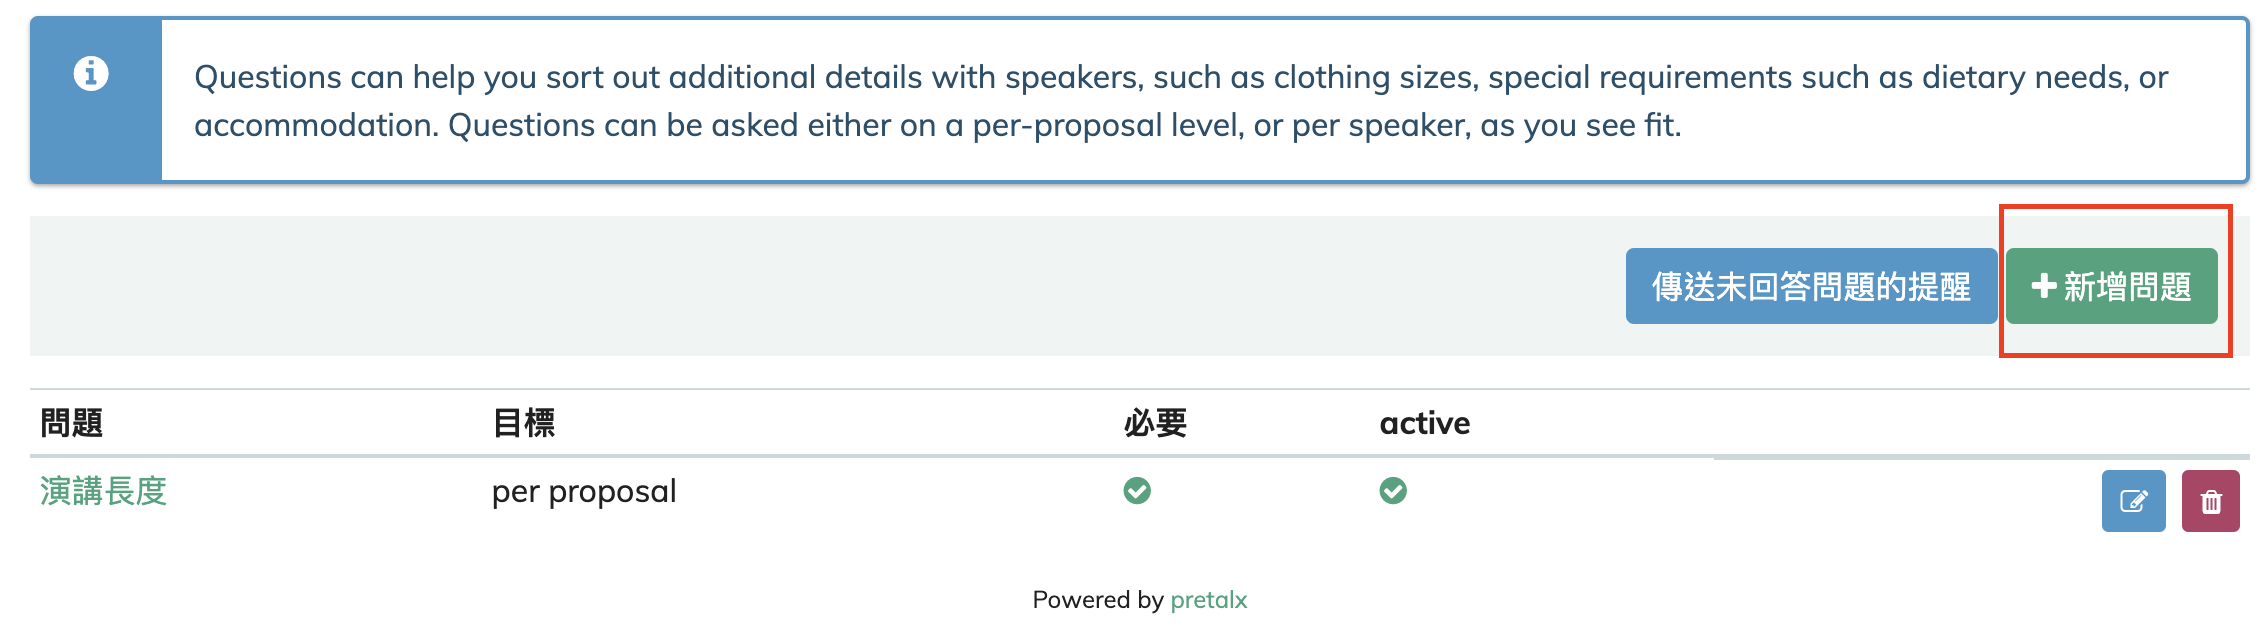 Questions can help you sort out additional details with speakers, such as clothing sizes, special requirements such as dietary needs, or
accommodation. Questions can be asked either on a per-proposal level, or per speaker, as you see fit.
傳送未回答問題的提醒 新增問題
問題 目標 必要 active
演講長度 per proposal
Powered by pretalx